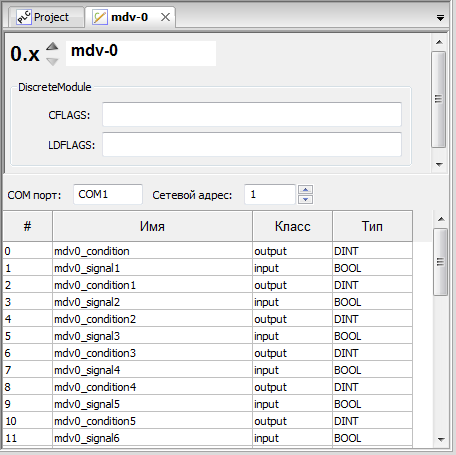 Project mdv-0
0.x mdv-0
DiscreteModule
CFLAGS:
LDFLAGS:
COM порт: COM1 Сетевой адрес: 1
# Имя Класс Тип
0 mdv0_condition output DINT
1 mdv0_signal1 input BOOL
2 mdv0_condition1 output DINT
3 mdv0_signal2 input BOOL
4 mdv0_condition2 output DINT
5 mdv0_signal3 input BOOL
6 mdv0_condition3 output DINT
7 mdv0_signal4 input BOOL
8 mdv0_condition4 output DINT
9 mdv0_signal5 input BOOL
10 mdv0_condition5 output DINT
11 mdv0_signal6 input BOOL